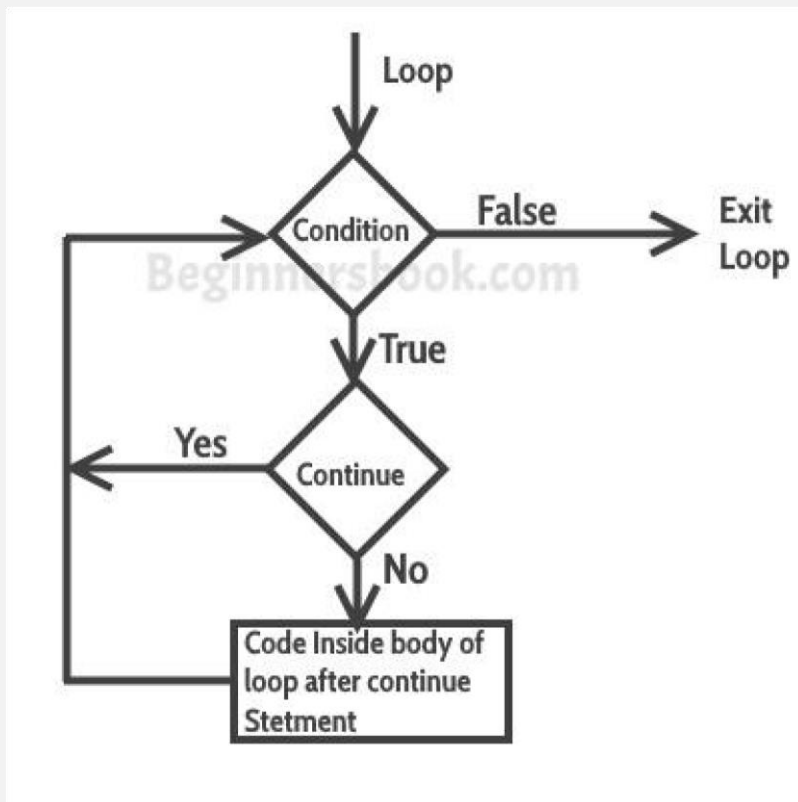 Loop
Condition
False
Exit
Loop
Beginnersbook.com
True
Yes
Continue
No
Code Inside body of
loop after continue
Stetment